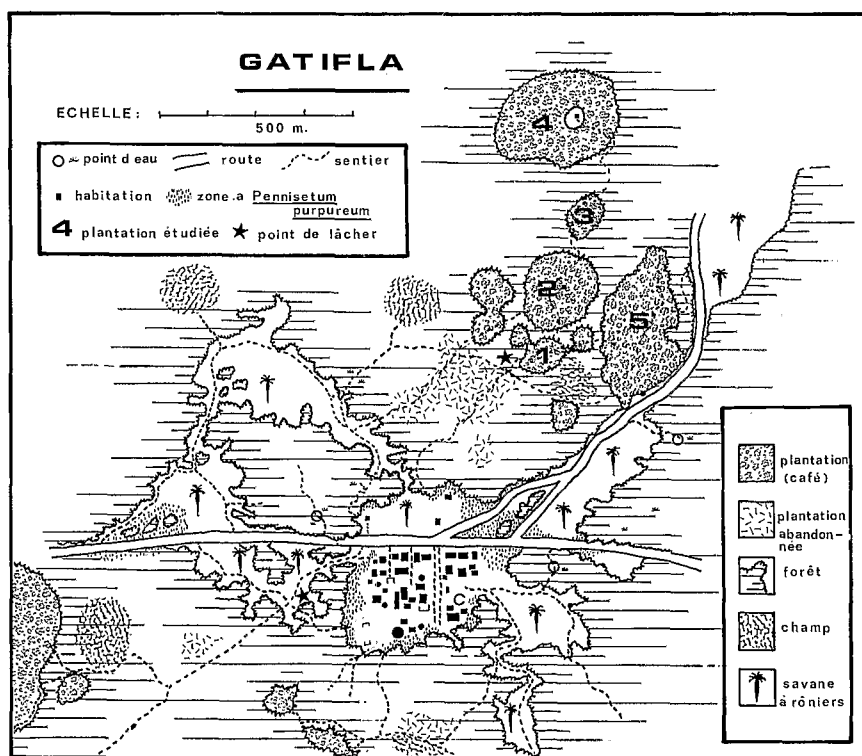 GATIFLA
ECHELLE:
500 m.
point d'eau route sentier
habitation zone.a Pennisetum
purpureum
4 plantation étudiée point de lâcher
4
3
2
5
1
plantation
(café)
plantation
abandon-
née
forêt
champ
savane
à rôniers